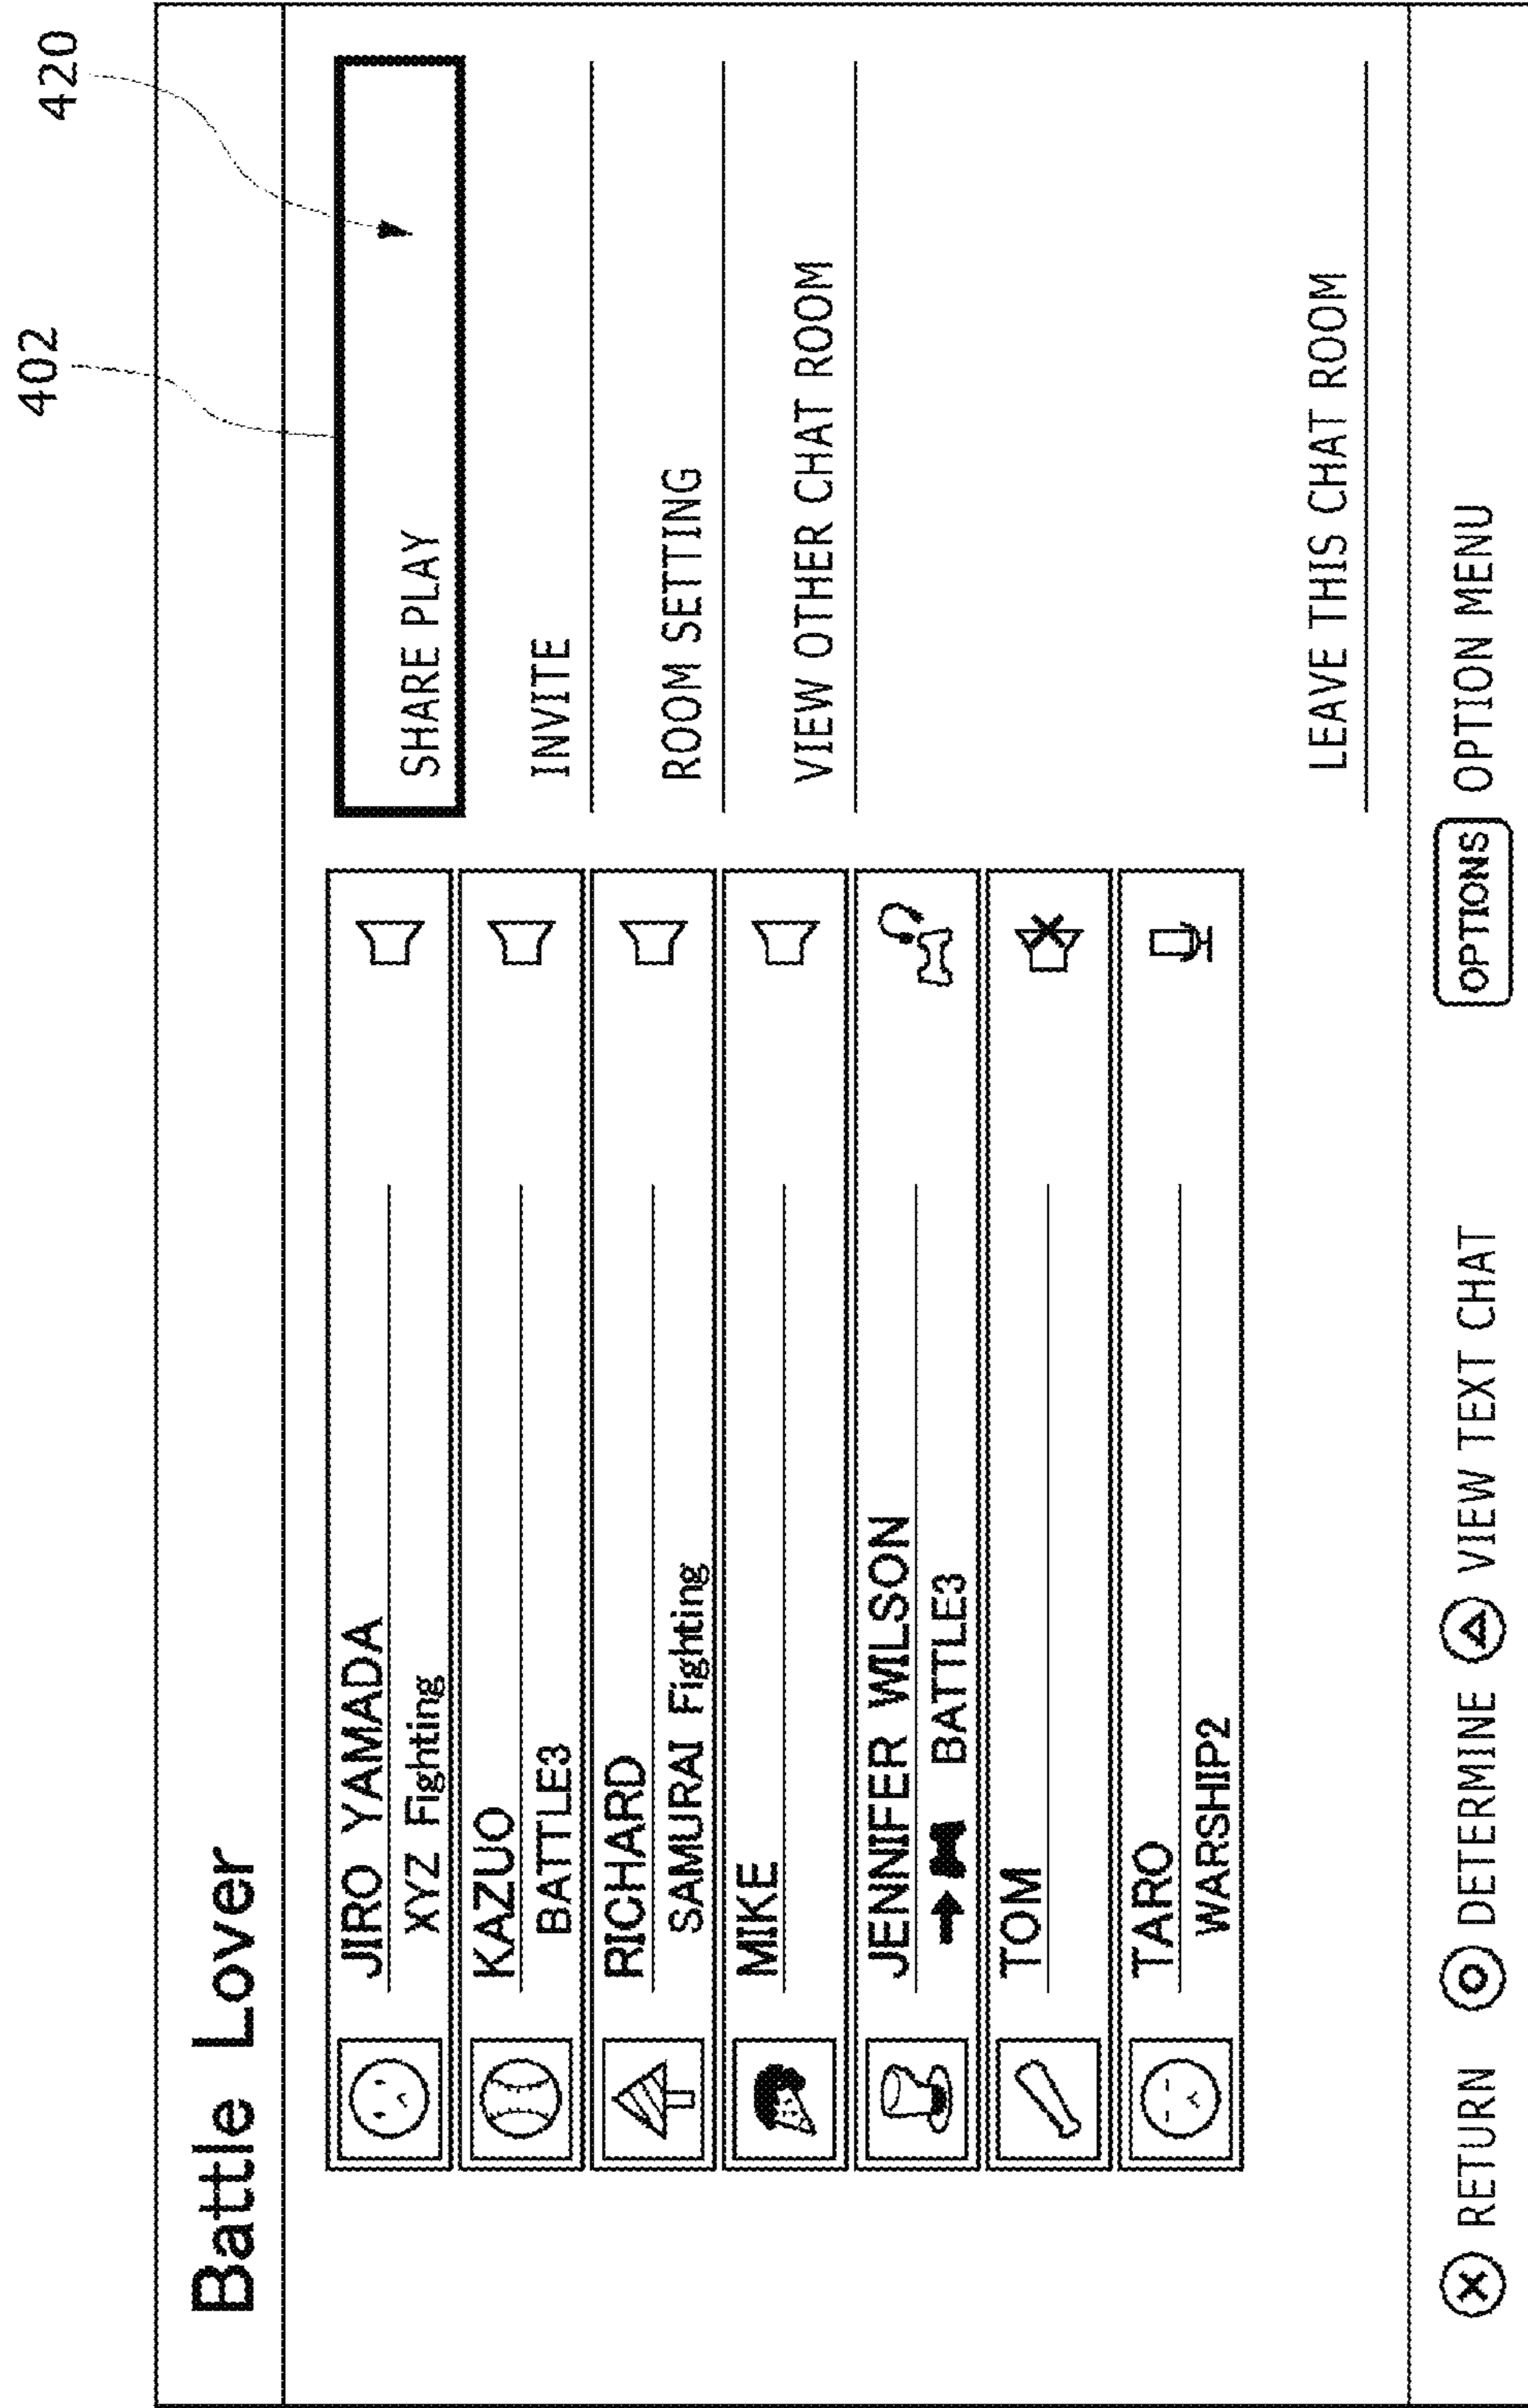 420
402
Battle Lover
JIRO YAMADA
XYZ Fighting
KAZUO
BATTLE3
RICHARD
SAMURAI Fighting
MIKE
JENNIFER WILSON
BATTLE3
TOM
TARO
WARSHIP2
SHARE PLAY
INVITE
ROOM SETTING
VIEW OTHER CHAT ROOM
LEAVE THIS CHAT ROOM
RETURN DETERMINE VIEW TEXT CHAT OPTIONS OPTION MENU